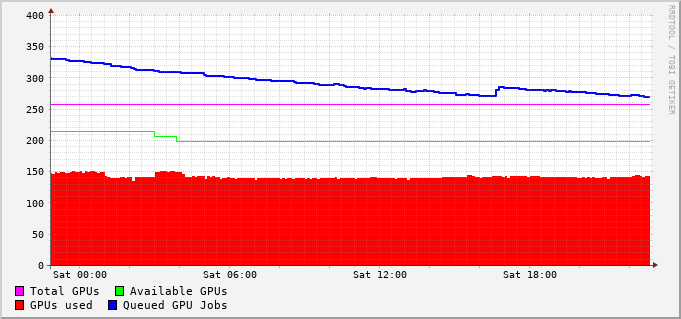 400
350
300
250
200
150
100
50
0
Sat 00:00 Sat 06:00 Sat 12:00 Sat 18:00
Total GPUs Available GPUs
GPUs used Queued GPU Jobs
RRDTOOL / TOBI OETIKER